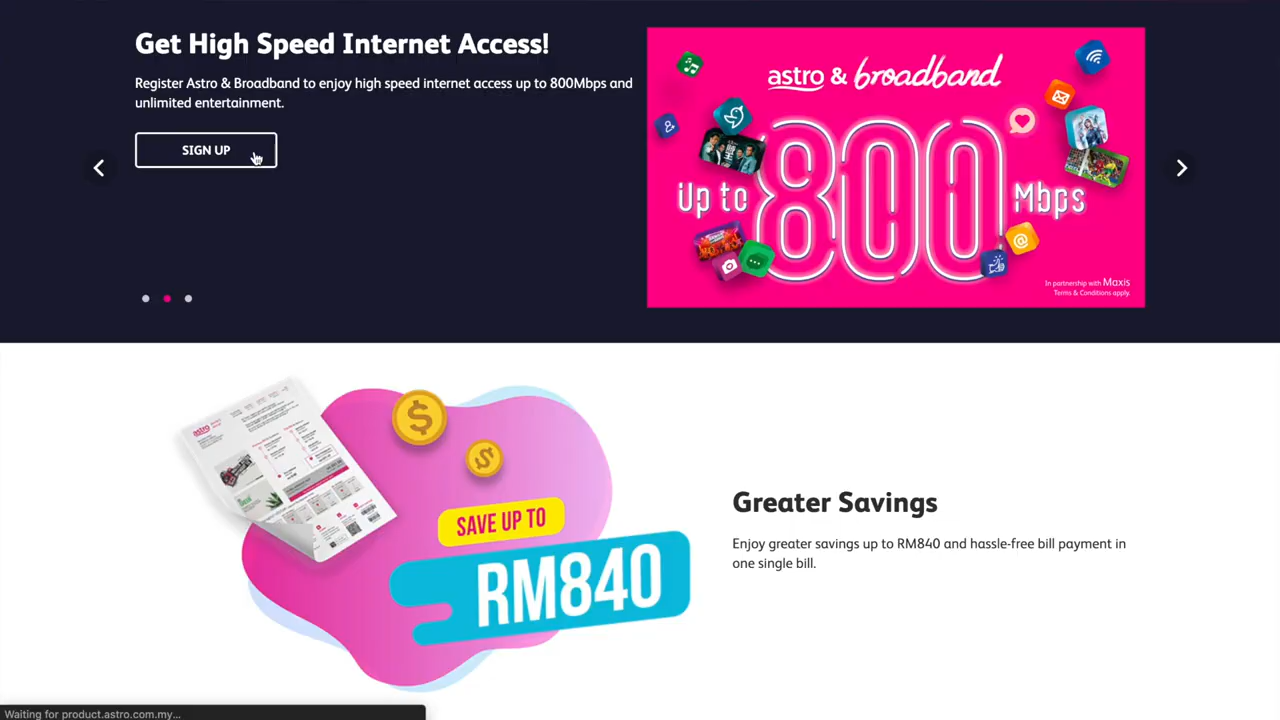 Get High Speed Internet Access!
Register Astro & Broadband to enjoy high speed internet access up to 800Mbps and
unlimited entertainment.
SIGN UP
astro & broadband
Up to 800 Mbps
In partnership with Maxis
Terms & Conditions apply.
astro
SAVE UP TO
RM840
Greater Savings
Enjoy greater savings up to RM840 and hassle-free bill payment in
one single bill.
Waiting for product.astro.com.my...